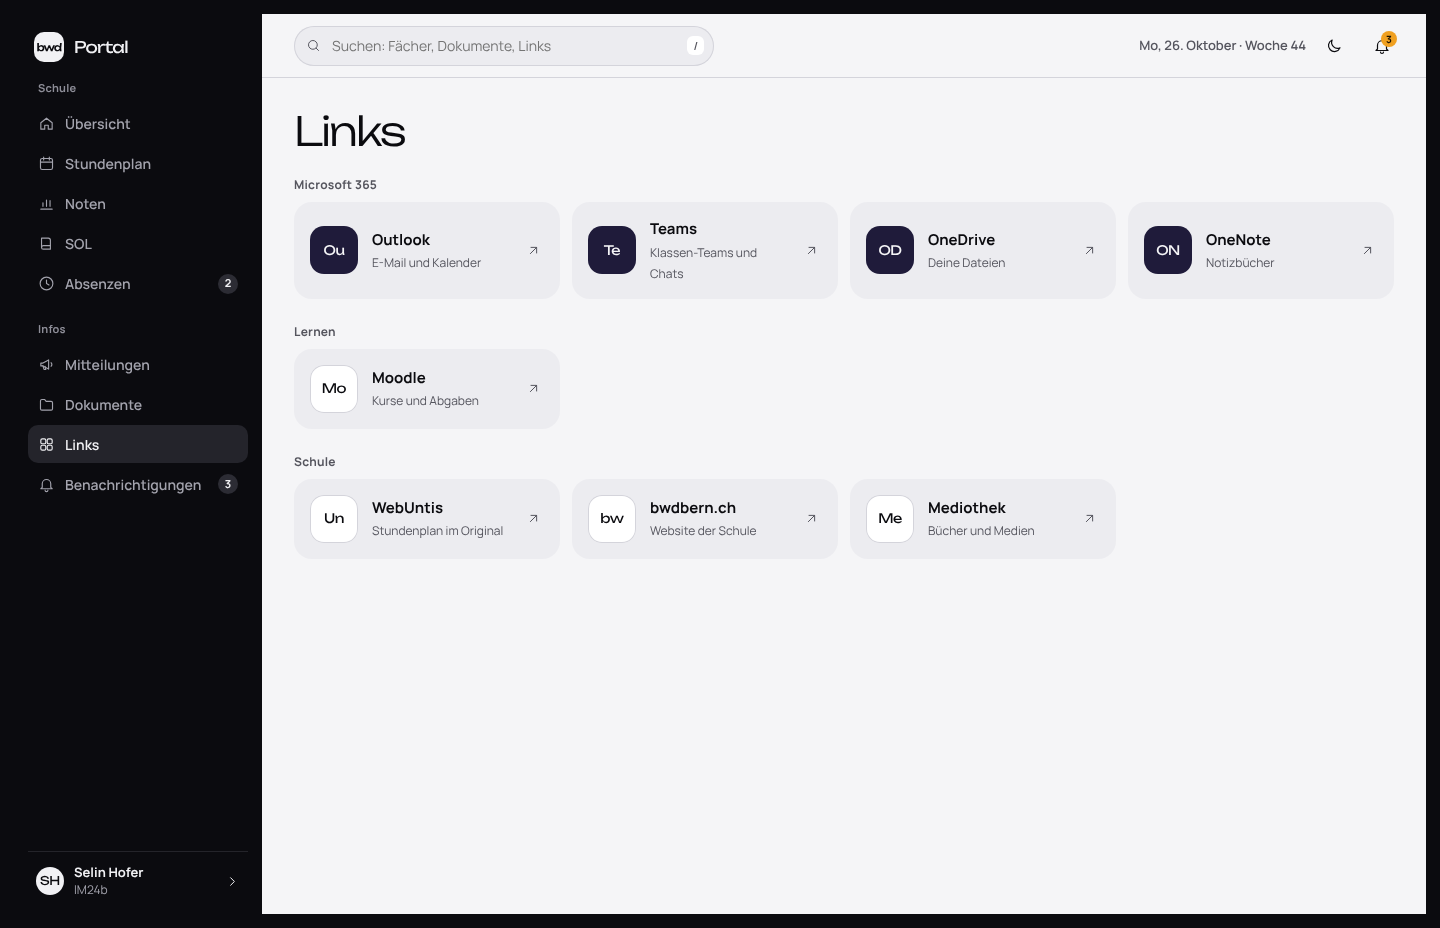 bwd Portal
Schule
Übersicht
Stundenplan
Noten
SOL
Absenzen 2
Infos
Mitteilungen
Dokumente
Links
Benachrichtigungen 3
SH Selin Hofer
IM24b
Suchen: Fächer, Dokumente, Links /
Mo, 26. Oktober · Woche 44
3
Links
Microsoft 365
Ou Outlook
E-Mail und Kalender
Te Teams
Klassen-Teams und
Chats
OD OneDrive
Deine Dateien
ON OneNote
Notizbücher
Lernen
Mo Moodle
Kurse und Abgaben
Schule
Un WebUntis
Stundenplan im Original
bw bwdbern.ch
Website der Schule
Me Mediothek
Bücher und Medien